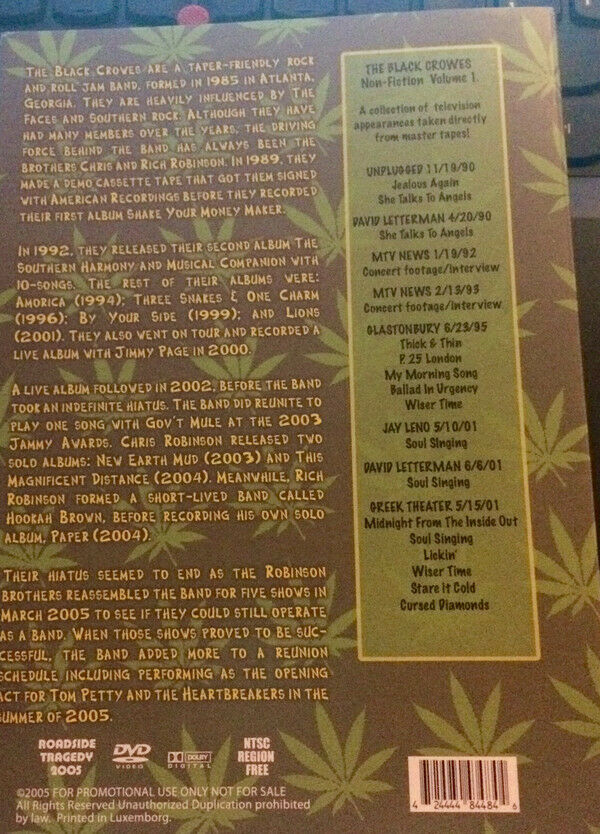 THE BLACK CROWES ARE A TAPER-FRIENDLY ROCK
AND ROLL JAM BAND, FORMED IN 1985 IN ATLANTA,
GEORGIA. THEY ARE HEAVILY INFLUENCED BY THE
FACES AND SOUTHERN ROCK. ALTHOUGH THEY HAVE
HAD MANY MEMBERS OVER THE YEARS, THE DRIVING
FORCE BEHIND THE BAND HAS ALWAYS BEEN THE
BROTHERS CHRIS AND RICH ROBINSON. IN 1989, THEY
MADE A DEMO CASSETTE TAPE THAT GOT THEM SIGNED
WITH AMERICAN RECORDINGS BEFORE THEY RECORDED
THEIR FIRST ALBUM SHAKE YOUR MONEY MAKER.
IN 1992, THEY RELEASED THEIR SECOND ALBUM THE
SOUTHERN HARMONY AND MUSICAL COMPANION WITH
10-SONGS. THE REST OF THEIR ALBUMS WERE:
AMORICA (1994); THREE SNAKES & ONE CHARM
(1996); BY YOUR SIDE (1999); AND LIONS
(2001). THEY ALSO WENT ON TOUR AND RECORDED A
LIVE ALBUM WITH JIMMY PAGE IN 2000.
A LIVE ALBUM FOLLOWED IN 2002, BEFORE THE BAND
TOOK AN INDEFINITE HIATUS. THE BAND DID REUNITE TO
PLAY ONE SONG WITH GOV'T MULE AT THE 2003
JAMMY AWARDS. CHRIS ROBINSON RELEASED TWO
SOLO ALBUMS: NEW EARTH MUD (2003) AND THIS
MAGNIFICENT DISTANCE (2004). MEANWHILE, RICH
ROBINSON FORMED A SHORT-LIVED BAND CALLED
HOOKAH BROWN, BEFORE RECORDING HIS OWN SOLO
ALBUM, PAPER (2004).
THEIR HIATUS SEEMED TO END AS THE ROBINSON
BROTHERS REASSEMBLED THE BAND FOR FIVE SHOWS IN
MARCH 2005 TO SEE IF THEY COULD STILL OPERATE
AS A BAND. WHEN THOSE SHOWS PROVED TO BE SUC-
CESSFUL, THE BAND ADDED MORE TO A REUNION
SCHEDULE INCLUDING PERFORMING AS THE OPENING
ACT FOR TOM PETTY AND THE HEARTBREAKERS IN THE
SUMMER OF 2005.
THE BLACK CROWES
Non-Fiction Volume 1.
A collection of television
appearances taken directly
from master tapes!
UNPLUGGED 11/19/90
Jealous Again
She Talks To Angels
DAVID LETTERMAN 4/20/90
She Talks To Angels
MTV NEWS 1/19/92
Concert footage/interview
MTV NEWS 2/13/93
Concert footage/interview
GLASTONBURY 6/23/95
Thick & Thin
P. 25 London
My Morning Song
Ballad In Urgency
Wiser Time
JAY LENO 5/10/01
Soul Singing
DAVID LETTERMAN 6/6/01
Soul Singing
GREEK THEATER 5/15/01
Midnight From The Inside Out
Soul Singing
Lickin'
Wiser Time
Stare It Cold
Cursed Diamonds
ROADSIDE
TRAGEDY
2005
DVD
VIDEO
DOLBY
DIGITAL
NTSC
REGION
FREE
©2005 FOR PROMOTIONAL USE ONLY NOT FOR SALE
All Rights Reserved Unauthorized Duplication prohibited
by law. Printed in Luxemborg.
4 24444 84484 6